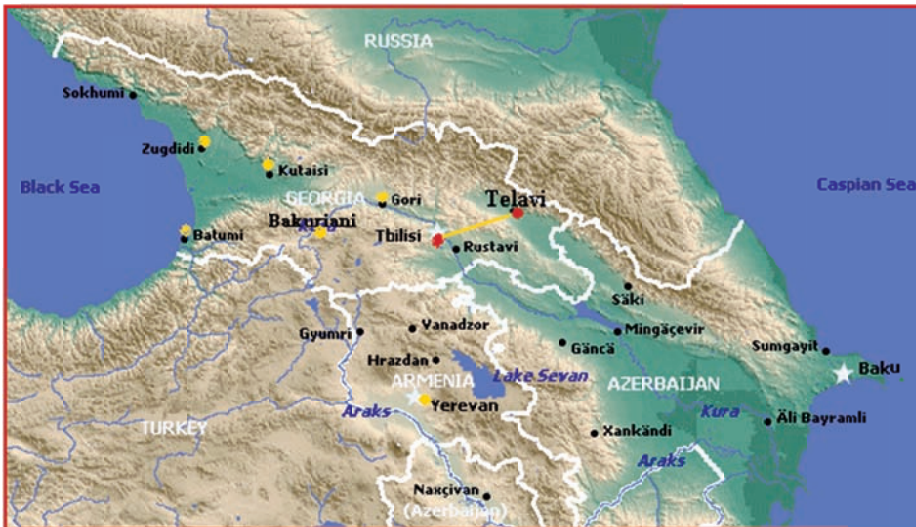 RUSSIA
Sokhumi
Zugdidi
Kutaisi
Black Sea
Caspian Sea
GEORGIA
Gori
Telavi
Bakuriani
Batumi
Tbilisi
Rustavi
Säki
Gyumri
Vanadzor
Mingäçevir
Gäncä
Sumgayit
Hrazdan
Lake Sevan
Baku
ARMENIA
AZERBAIJAN
Yerevan
Araks
Kura
Äli Bayramli
TURKEY
Xankändi
Araks
Naxçivan
(Azerbaijan)